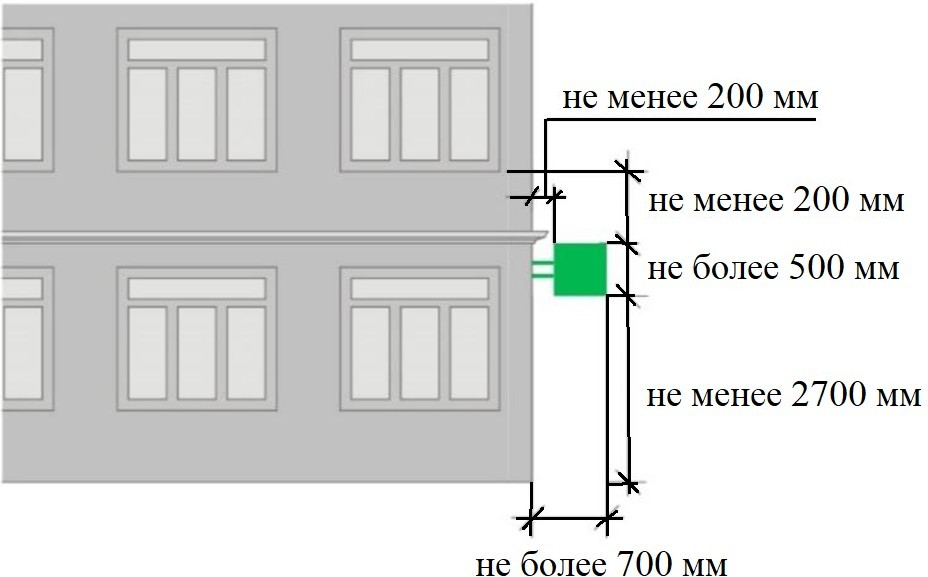 не менее 200 мм
не менее 200 мм
не более 500 мм
не менее 2700 мм
не более 700 мм